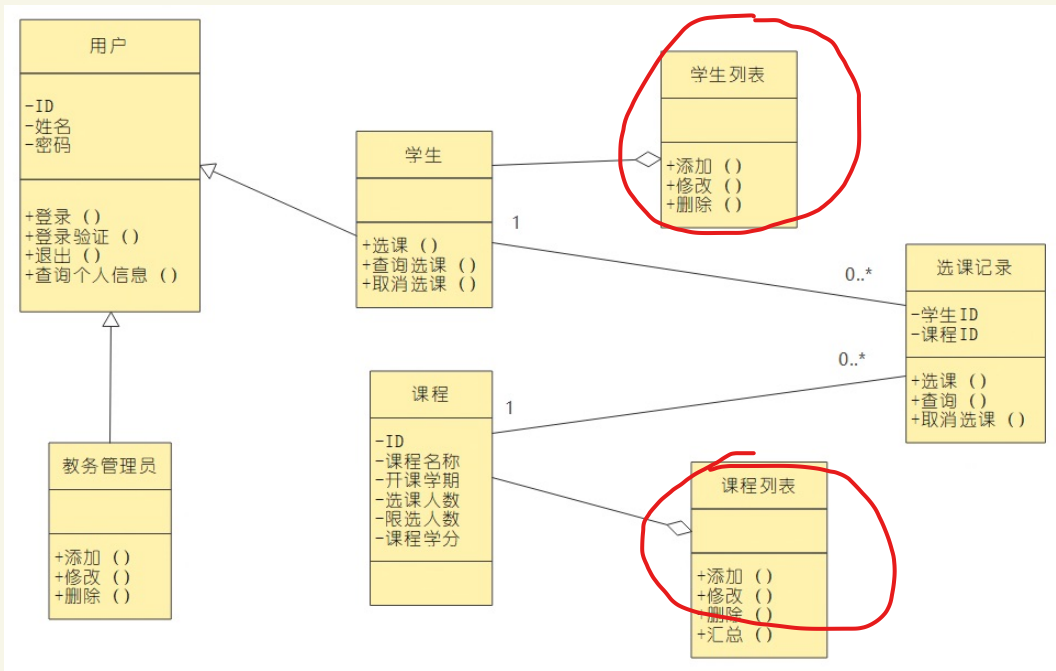 用户
-ID
-姓名
-密码
+登录 ()
+登录验证 ()
+退出 ()
+查询个人信息 ()
学生
+选课 ()
+查询选课 ()
+取消选课 ()
学生列表
+添加 ()
+修改 ()
+删除 ()
1
0..*
选课记录
-学生ID
-课程ID
+选课 ()
+查询 ()
+取消选课 ()
0..*
1
课程
-ID
-课程名称
-开课学期
-选课人数
-限选人数
-课程学分
教务管理员
+添加 ()
+修改 ()
+删除 ()
课程列表
+添加 ()
+修改 ()
+删除 ()
+汇总 ()